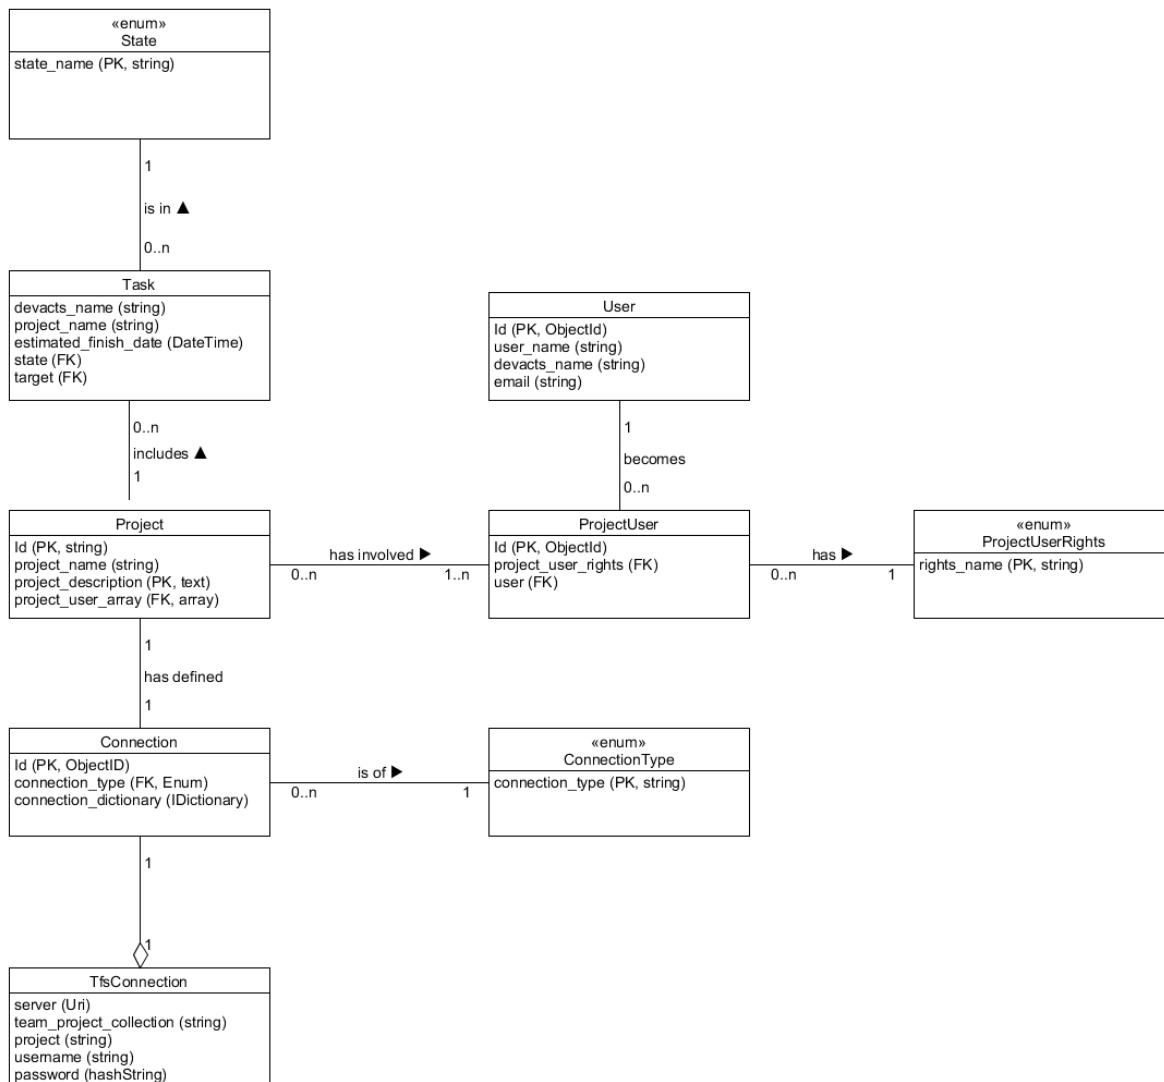 «enum»
State
state_name (PK, string)
1
is in ▲
0..n
Task
devacts_name (string)
project_name (string)
estimated_finish_date (DateTime)
state (FK)
target (FK)
0..n
includes ▲
1
User
Id (PK, ObjectId)
user_name (string)
devacts_name (string)
email (string)
1
becomes
0..n
Project
Id (PK, string)
project_name (string)
project_description (PK, text)
project_user_array (FK, array)
has involved ▶
0..n
1..n
ProjectUser
Id (PK, ObjectId)
project_user_rights (FK)
user (FK)
has ▶
0..n
1
«enum»
ProjectUserRights
rights_name (PK, string)
1
has defined
1
Connection
Id (PK, ObjectID)
connection_type (FK, Enum)
connection_dictionary (IDictionary)
is of ▶
0..n
1
«enum»
ConnectionType
connection_type (PK, string)
1
1
TfsConnection
server (Uri)
team_project_collection (string)
project (string)
username (string)
password (hashString)